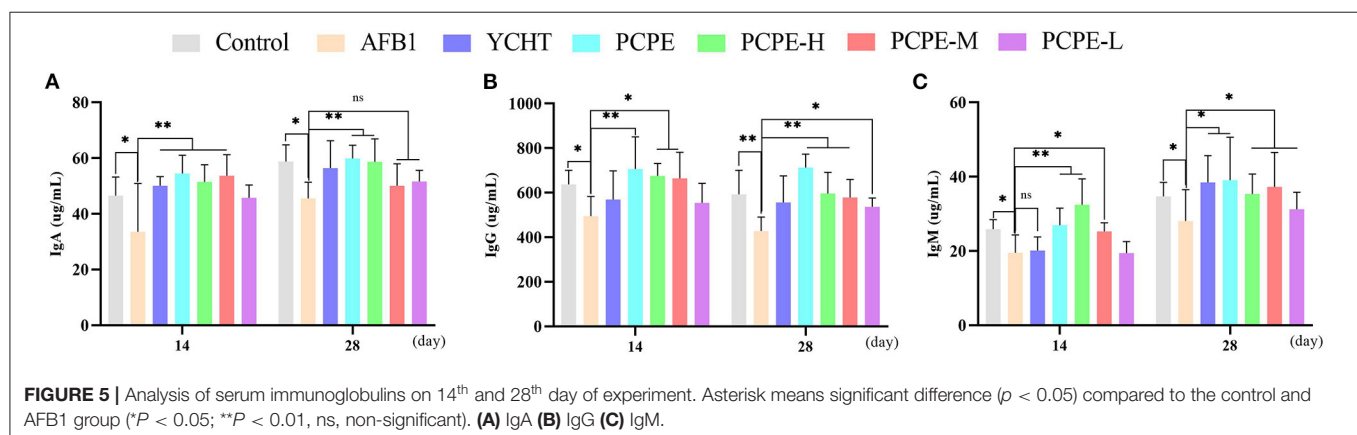 Control AFB1 YCHT PCPE PCPE-H PCPE-M PCPE-L
A
IgA (ug/mL)
80
60
40
20
0
* ** * ** ns
14 28 (day)
B
IgG (ug/mL)
1000
800
600
400
200
0
* ** * ** ** *
14 28 (day)
C
IgM (ug/mL)
60
40
20
0
* ns ** * * * *
14 28 (day)
FIGURE 5 | Analysis of serum immunoglobulins on 14th and 28th day of experiment. Asterisk means significant difference (p < 0.05) compared to the control and
AFB1 group (*P < 0.05; **P < 0.01, ns, non-significant). (A) IgA (B) IgG (C) IgM.